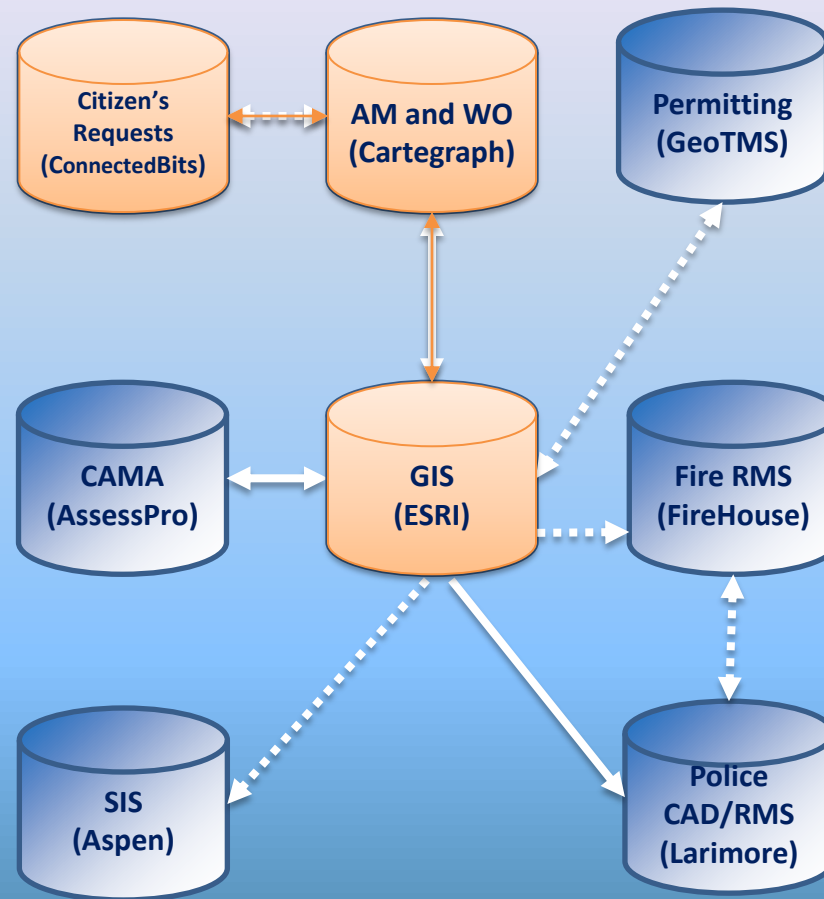 Citizen's
Requests
(ConnectedBits)
AM and WO
(Cartegraph)
Permitting
(GeoTMS)
CAMA
(AssessPro)
GIS
(ESRI)
Fire RMS
(FireHouse)
SIS
(Aspen)
Police
CAD/RMS
(Larimore)